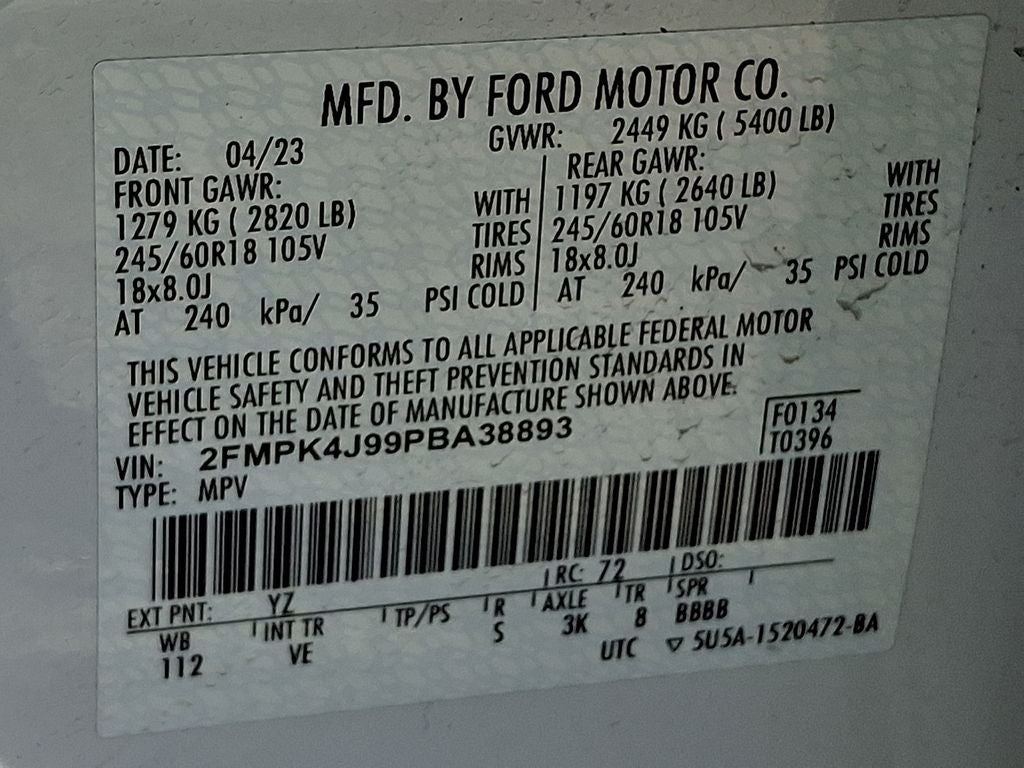 MFD. BY FORD MOTOR CO.
DATE: 04/23 GVWR: 2449 KG ( 5400 LB)
FRONT GAWR: REAR GAWR:
1279 KG ( 2820 LB) WITH 1197 KG ( 2640 LB) WITH
245/60R18 105V TIRES 245/60R18 105V TIRES
18x8.0J RIMS 18x8.0J RIMS
AT 240 kPa/ 35 PSI COLD AT 240 kPa/ 35 PSI COLD
THIS VEHICLE CONFORMS TO ALL APPLICABLE FEDERAL MOTOR
VEHICLE SAFETY AND THEFT PREVENTION STANDARDS IN
EFFECT ON THE DATE OF MANUFACTURE SHOWN ABOVE.
VIN: 2FMPK4J99PBA38893 F0134
TYPE: MPV T0396
EXT PNT: YZ RC: 72 DSO:
WB INT TR TP/PS R AXLE TR SPR
112 VE S 3K 8 BBBB
UTC ▽ 5U5A-1520472-BA